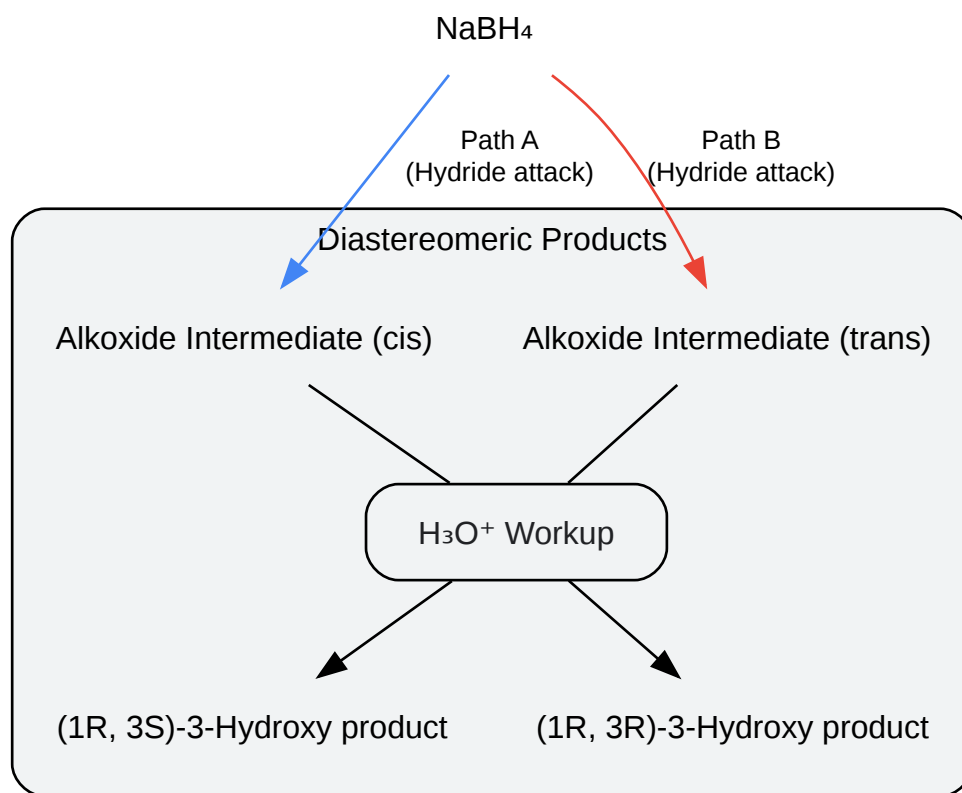 NaBH₄
Path A
(Hydride attack)
Path B
(Hydride attack)
Diastereomeric Products
Alkoxide Intermediate (cis)
Alkoxide Intermediate (trans)
H₃O⁺ Workup
(1R, 3S)-3-Hydroxy product
(1R, 3R)-3-Hydroxy product